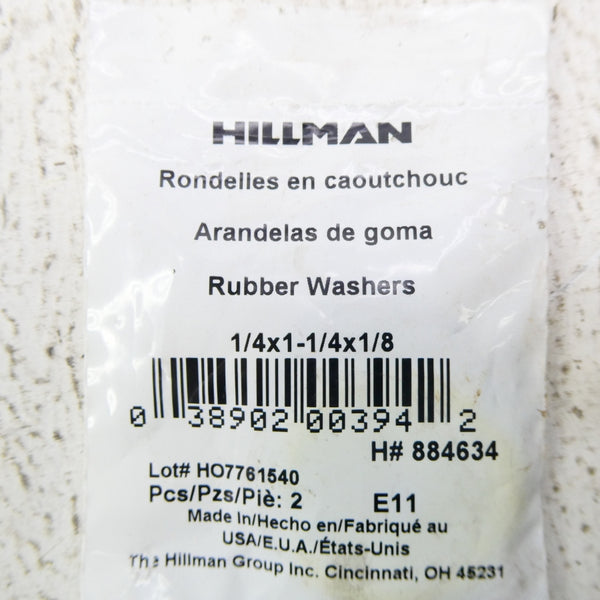 HILLMAN
Rondelles en caoutchouc
Arandelas de goma
Rubber Washers
1/4x1-1/4x1/8
0 38902 00394 2
H# 884634
Lot# HO7761540
Pcs/Pzs/Piè: 2 E11
Made In/Hecho en/Fabriqué au
USA/E.U.A./États-Unis
The Hillman Group Inc. Cincinnati, OH 45231